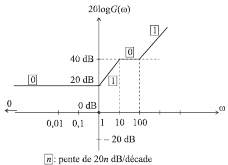 20logG(ω)
1
0
40 dB
0
20 dB
1
0
0 dB
ω
0,01 0,1 1 10 100
− 20 dB
n : pente de 20n dB/décade